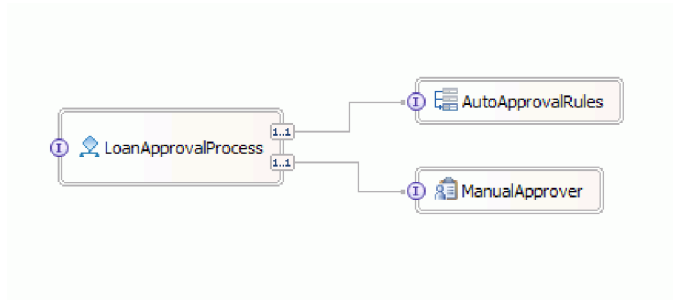 I AutoApprovalRules
1..1
I LoanApprovalProcess
1..1
I ManualApprover